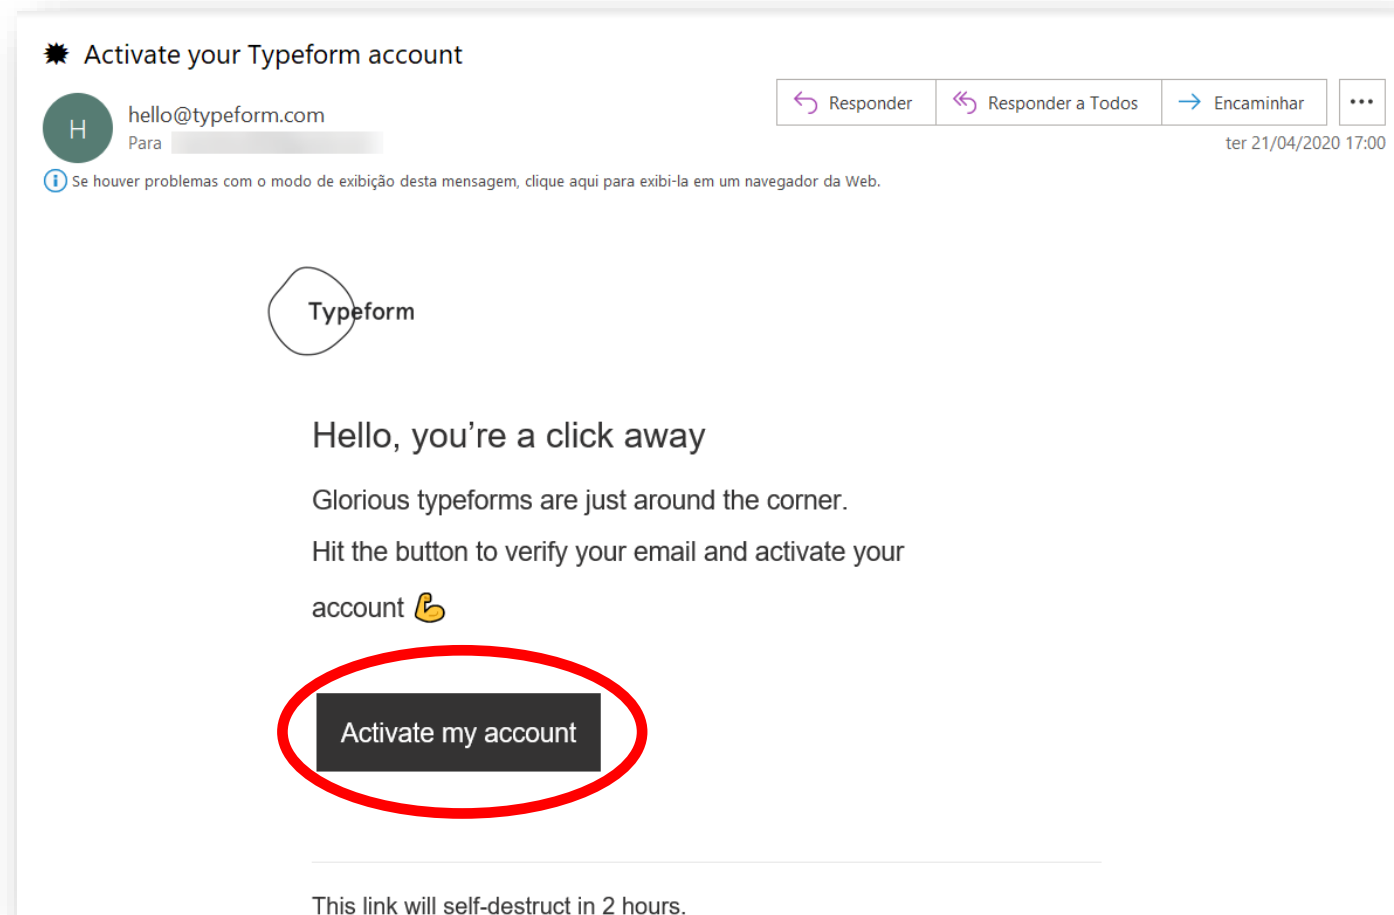 Activate your Typeform account
H
hello@typeform.com
Para
Responder
Responder a Todos
Encaminhar
ter 21/04/2020 17:00
Se houver problemas com o modo de exibição desta mensagem, clique aqui para exibi-la em um navegador da Web.
Typeform
Hello, you’re a click away
Glorious typeforms are just around the corner.
Hit the button to verify your email and activate your
account 💪
Activate my account
This link will self-destruct in 2 hours.